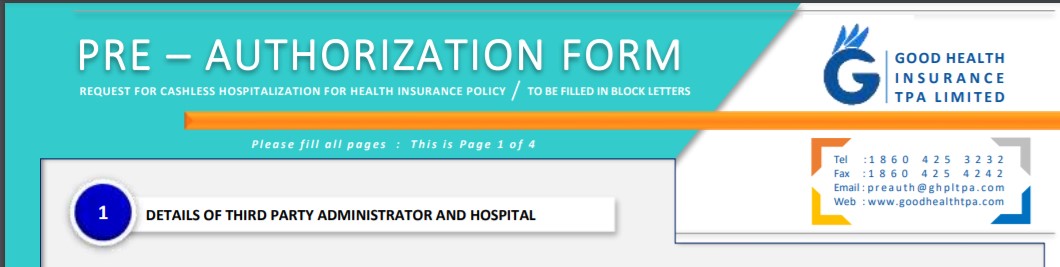 PRE – AUTHORIZATION FORM
REQUEST FOR CASHLESS HOSPITALIZATION FOR HEALTH INSURANCE POLICY / TO BE FILLED IN BLOCK LETTERS
Please fill all pages : This is Page 1 of 4
GOOD HEALTH
INSURANCE
TPA LIMITED
Tel : 1860 425 3232
Fax : 1860 425 4242
Email : preauth@ghpltpa.com
Web : www.goodhealthtpa.com
1 DETAILS OF THIRD PARTY ADMINISTRATOR AND HOSPITAL